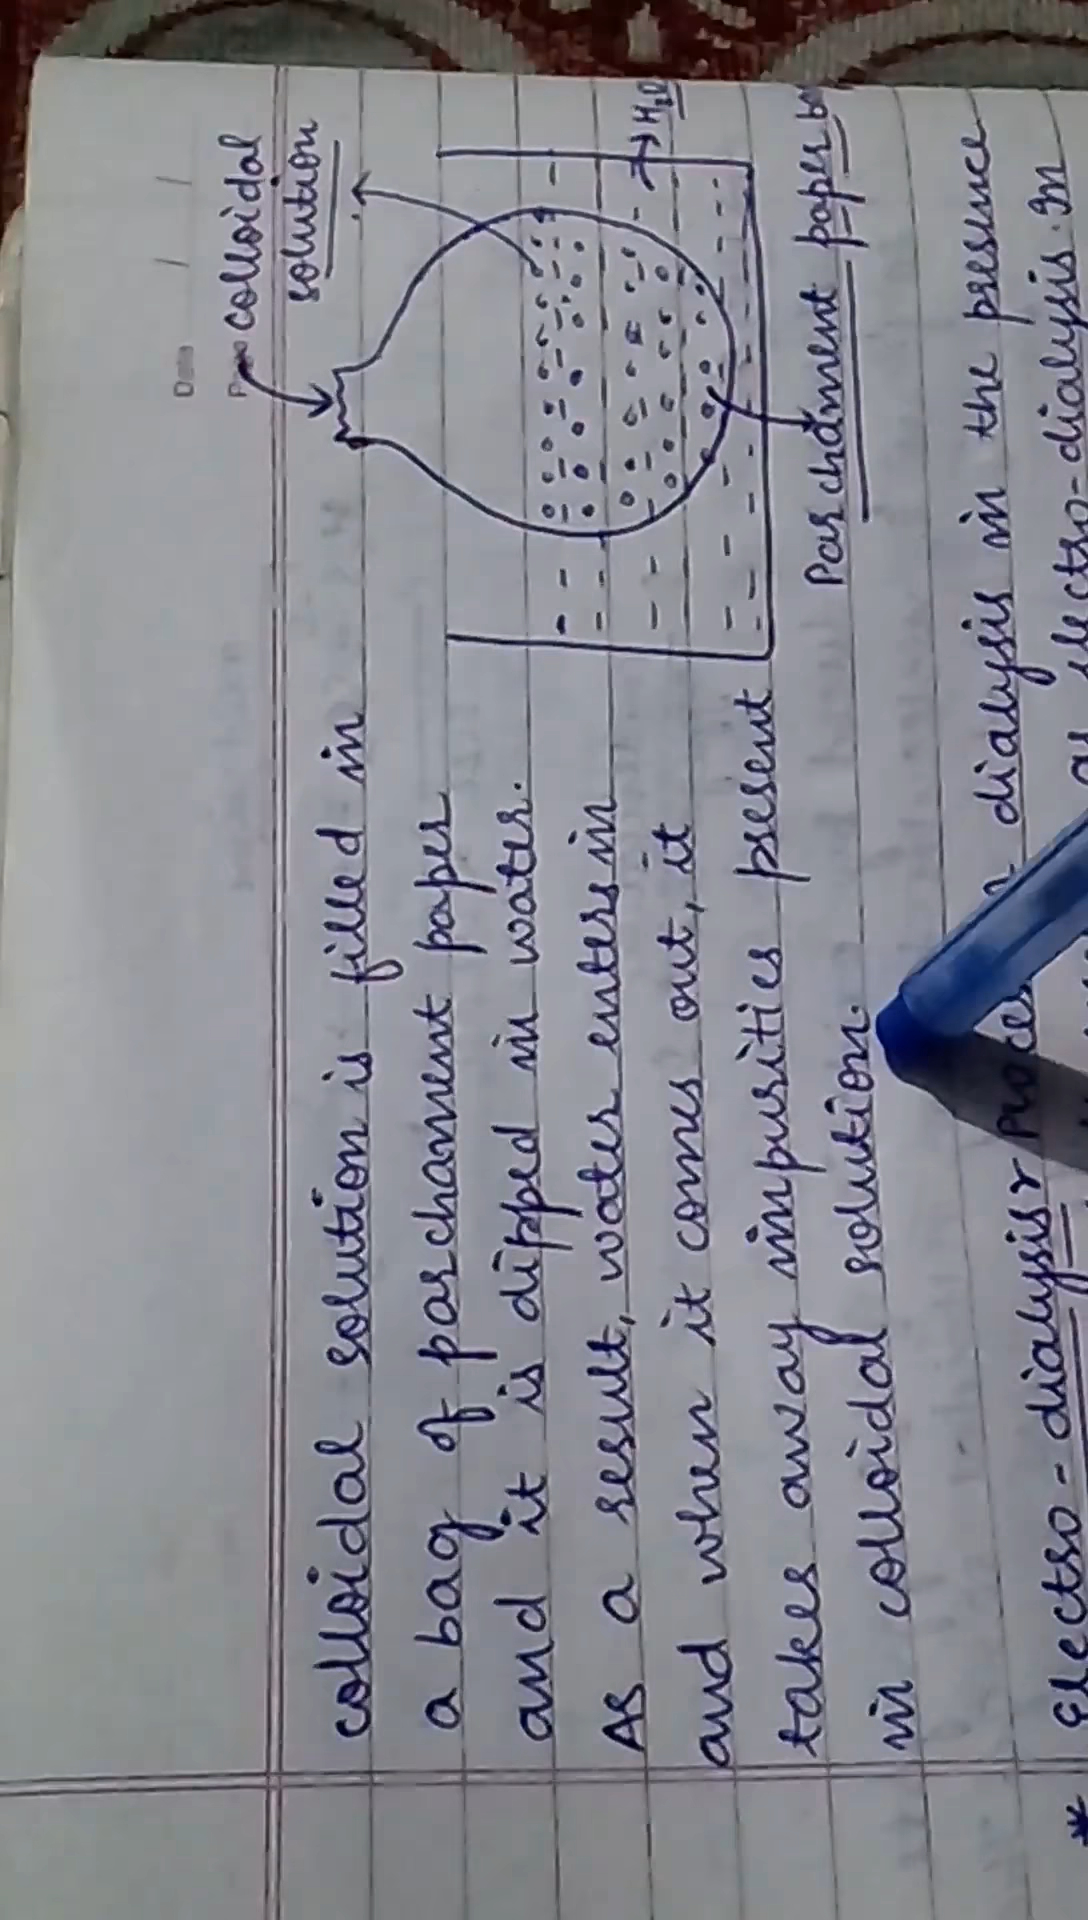 Date / /
colloidal
solution
→ H₂O
Parchament paper
colloidal solution is filled in
a bag of parchament paper
and it is dipped in water.
As a result, water enters in
and when it comes out, it
takes away impurities present
in colloidal solution.
* Electro-dialysis dialysis in the presence
electro-dialysis. In